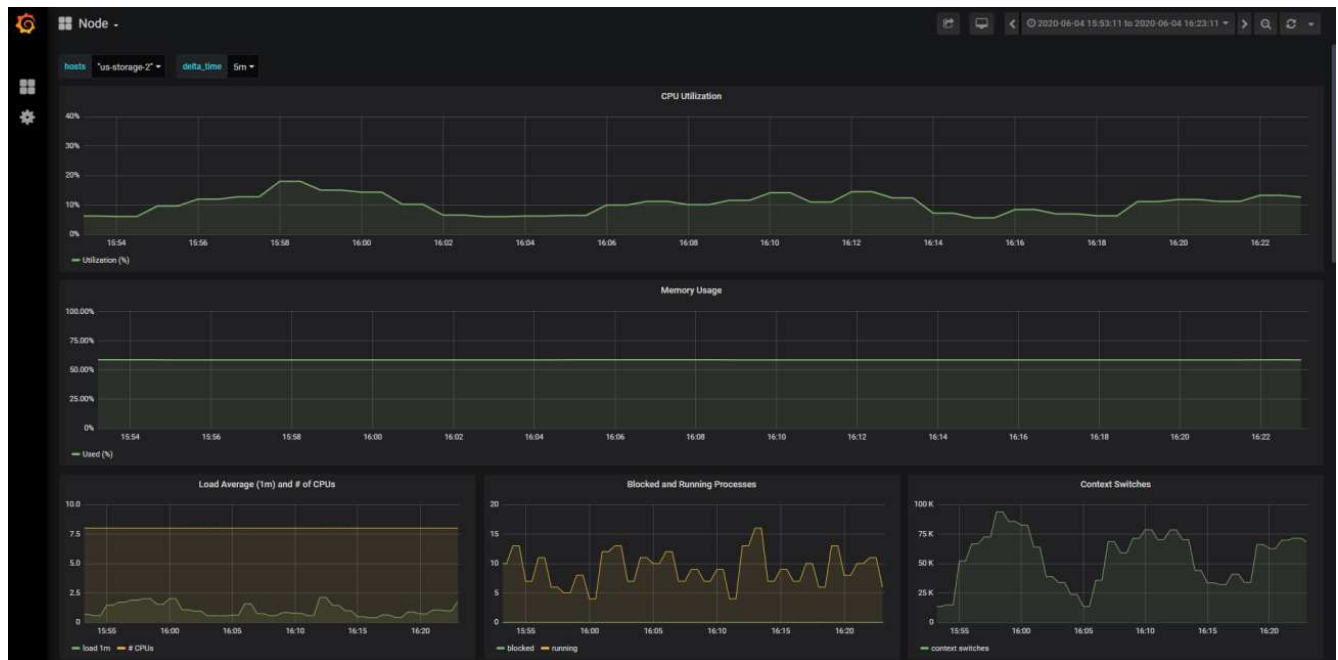 Node
2020-06-04 15:53:11 to 2020-06-04 16:23:11
hosts "us-storage-2" delta_time 5m
CPU Utilization
40%
30%
20%
10%
0%
15:54 15:56 15:58 16:00 16:02 16:04 16:06 16:08 16:10 16:12 16:14 16:16 16:18 16:20 16:22
Utilization (%)
Memory Usage
100.00%
75.00%
50.00%
25.00%
0%
15:54 15:56 15:58 16:00 16:02 16:04 16:06 16:08 16:10 16:12 16:14 16:16 16:18 16:20 16:22
Used (%)
Load Average (1m) and # of CPUs
10.0
7.5
5.0
2.5
0
15:55 16:00 16:05 16:10 16:15 16:20
load 1m # CPUs
Blocked and Running Processes
20
15
10
5
0
15:55 16:00 16:05 16:10 16:15 16:20
blocked running
Context Switches
100 K
75 K
50 K
25 K
0
15:55 16:00 16:05 16:10 16:15 16:20
context switches